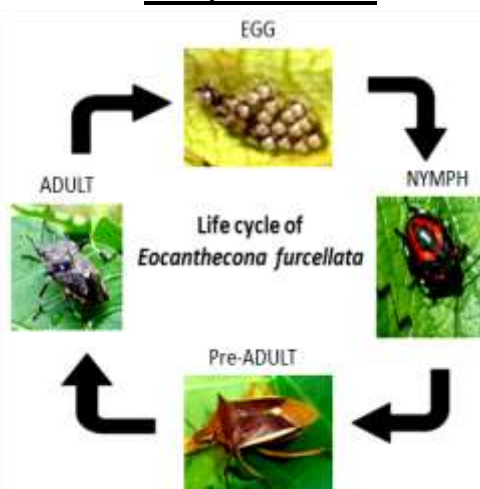 EGG
ADULT
NYMPH
Life cycle of
Eocanthecona furcellata
Pre-ADULT